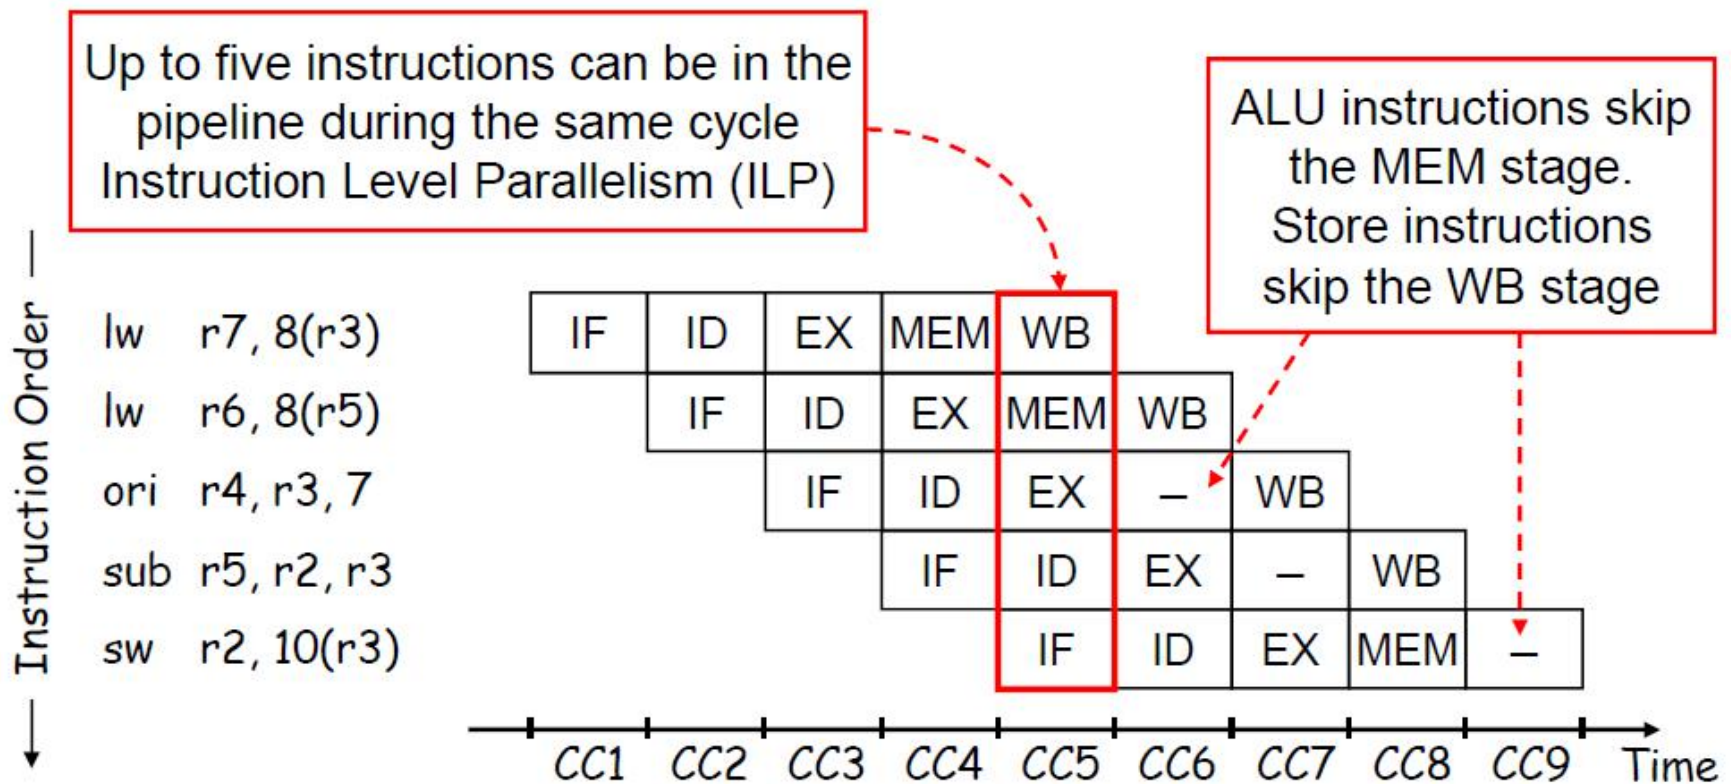 Up to five instructions can be in the
pipeline during the same cycle
Instruction Level Parallelism (ILP)
ALU instructions skip
the MEM stage.
Store instructions
skip the WB stage
Instruction Order
lw r7, 8(r3) IF ID EX MEM WB
lw r6, 8(r5) IF ID EX MEM WB
ori r4, r3, 7 IF ID EX – WB
sub r5, r2, r3 IF ID EX – WB
sw r2, 10(r3) IF ID EX MEM –
CC1 CC2 CC3 CC4 CC5 CC6 CC7 CC8 CC9 Time